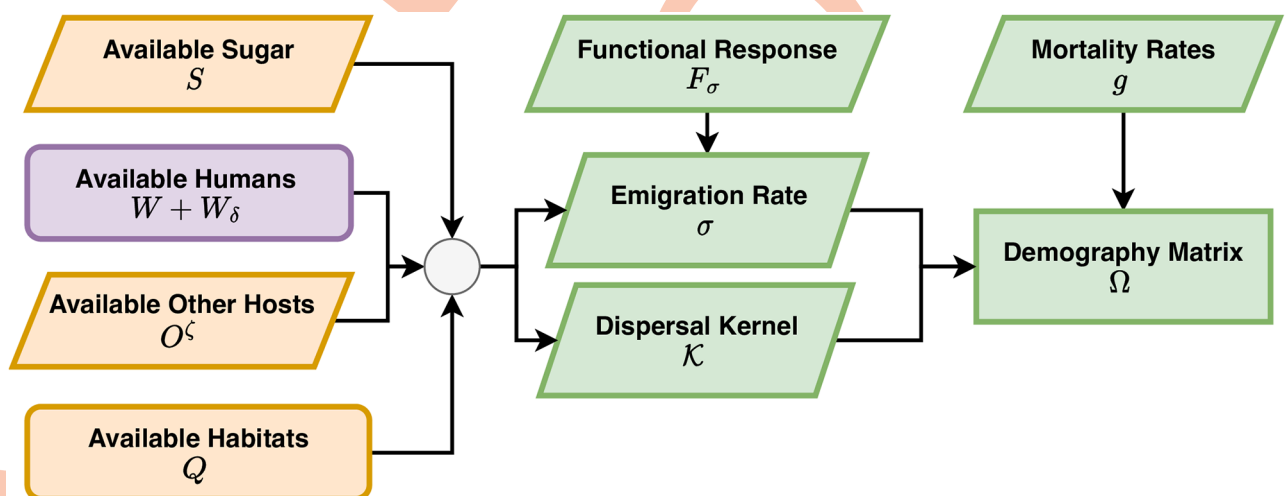 Available Sugar
S
Available Humans
W + W_δ
Available Other Hosts
O^ζ
Available Habitats
Q
Functional Response
F_σ
Emigration Rate
σ
Dispersal Kernel
𝒦
Mortality Rates
g
Demography Matrix
Ω